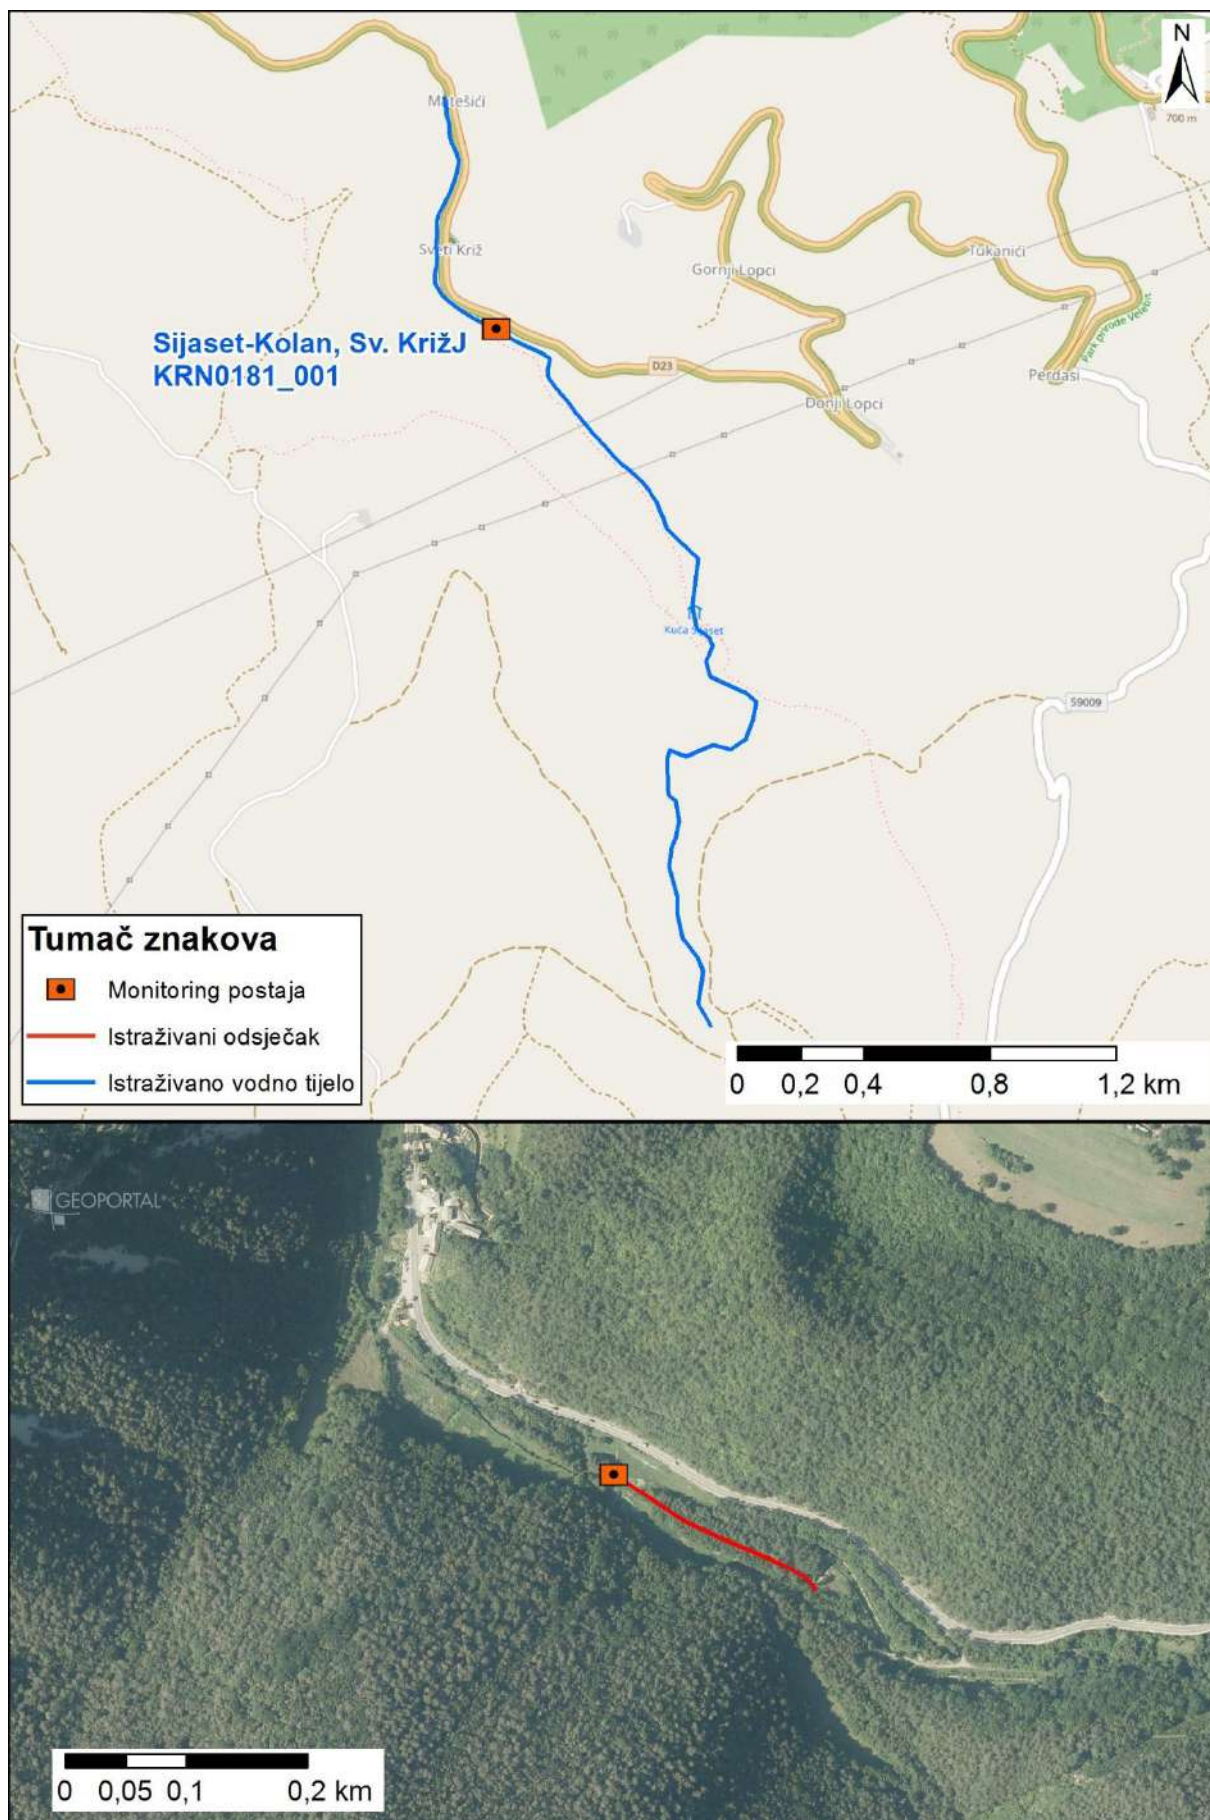 N
Matešići
700 m
Sveti Križ
Tukanići
Gornji Lopci
Park prirode Velebit
Sijaset-Kolan, Sv. KrižJ
KRN0181_001
D23
Perdasi
Donji Lopci
Kuća Sijaset
59009
Tumač znakova
Monitoring postaja
Istraživani odsječak
Istraživano vodno tijelo
0 0,2 0,4 0,8 1,2 km
GEOPORTAL
0 0,05 0,1 0,2 km